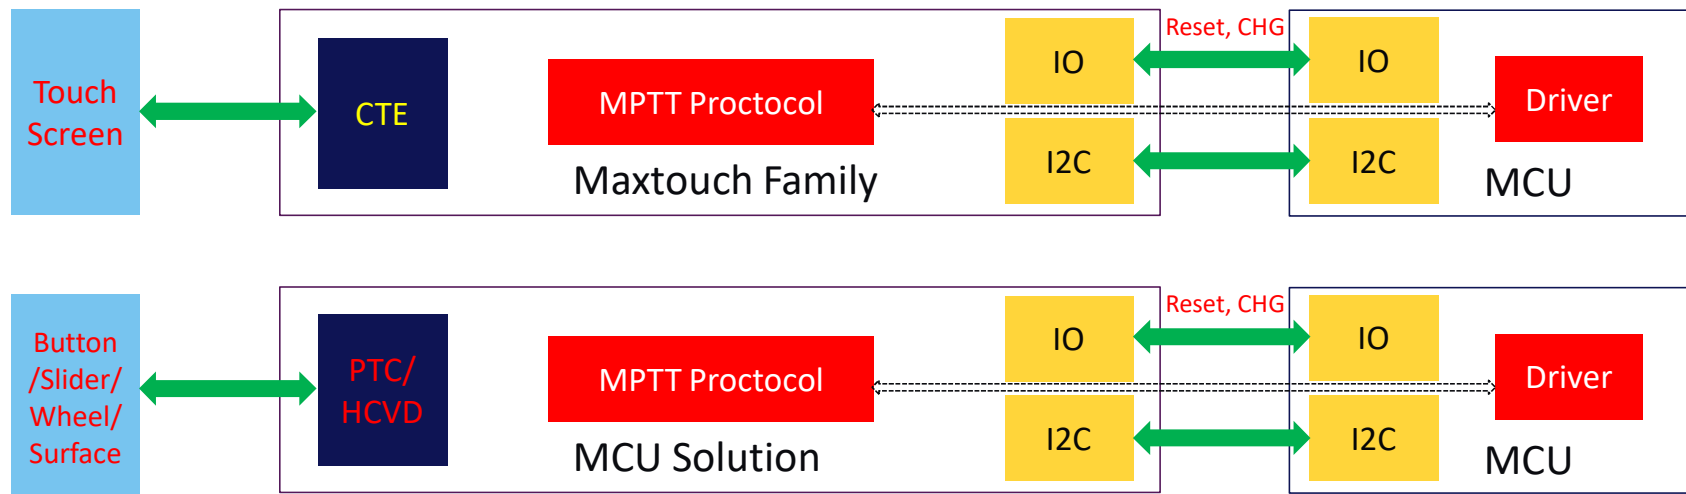 Touch
Screen
CTE
MPTT Proctocol
Maxtouch Family
IO
I2C
Reset, CHG
IO
I2C
Driver
MCU
Button
/Slider/
Wheel/
Surface
PTC/
HCVD
MPTT Proctocol
MCU Solution
IO
I2C
Reset, CHG
IO
I2C
Driver
MCU